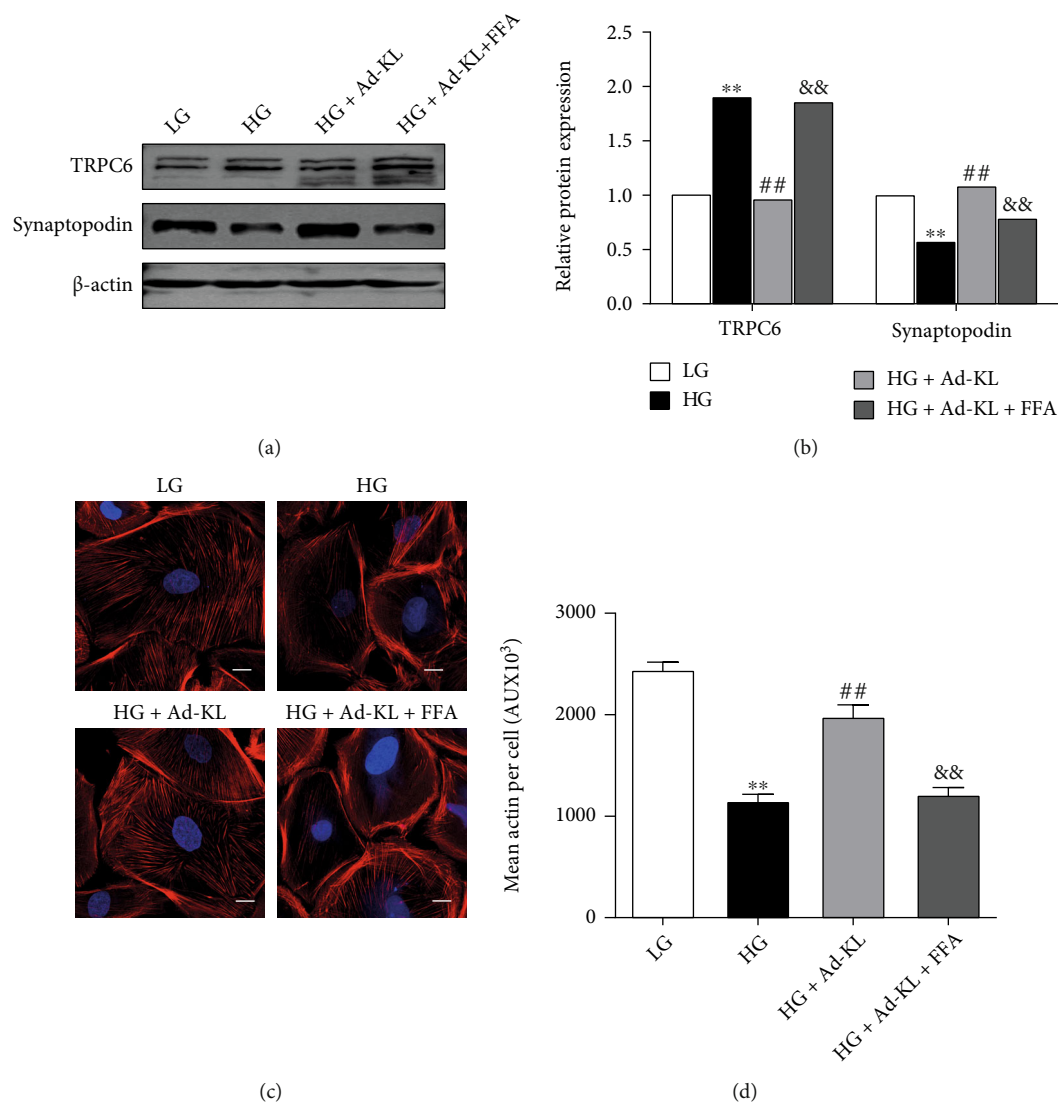 LG
HG
HG + Ad-KL
HG + Ad-KL+FFA
TRPC6
Synaptopodin
β-actin
(a)
2.5
2.0
1.5
1.0
0.5
0.0
Relative protein expression
**
##
&&
**
##
&&
TRPC6
Synaptopodin
LG
HG
HG + Ad-KL
HG + Ad-KL + FFA
(b)
LG
HG
HG + Ad-KL
HG + Ad-KL + FFA
(c)
3000
2000
1000
0
Mean actin per cell (AUX10³)
**
##
&&
LG
HG
HG + Ad-KL
HG + Ad-KL + FFA
(d)